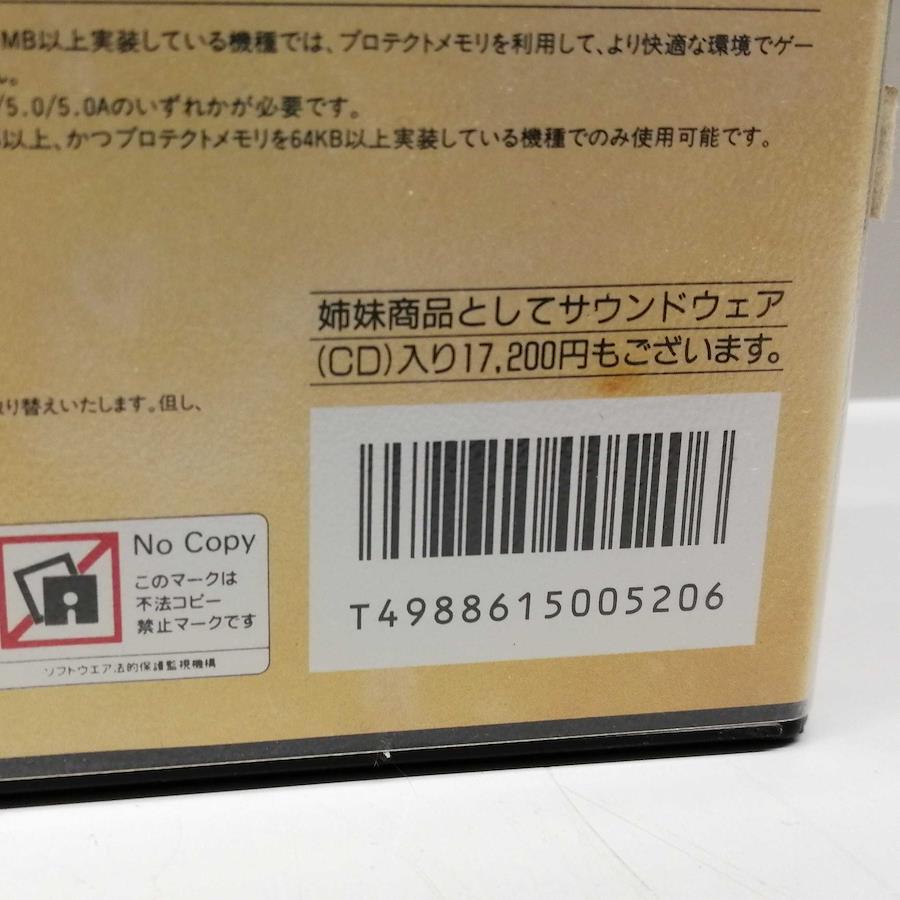 MB以上実装している機種では、プロテクトメモリを利用して、より快適な環境でゲー
ん。
/5.0/5.0Aのいずれかが必要です。
以上、かつプロテクトメモリを64KB以上実装している機種でのみ使用可能です。
姉妹商品としてサウンドウェア
(CD)入り17,200円もございます。
り替えいたします。但し、
No Copy
このマークは
不法コピー
禁止マークです
ソフトウエア法的保護監視機構
T4988615005206